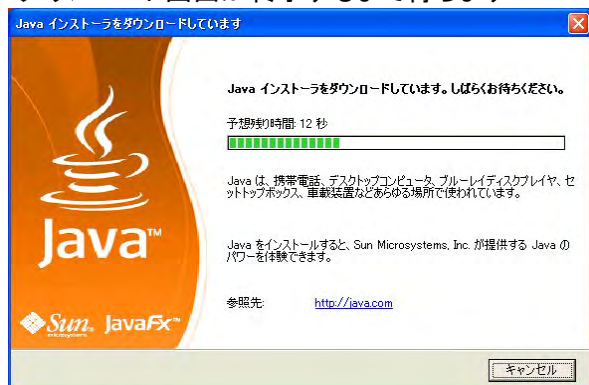 Java インストーラをダウンロードしています
Java インストーラをダウンロードしています。しばらくお待ちください。
予想残り時間: 12 秒
Java は、携帯電話、デスクトップコンピュータ、ブルーレイディスクプレイヤ、セ
ットトップボックス、車載装置などあらゆる場所で使われています。
Java をインストールすると、Sun Microsystems, Inc. が提供する Java の
パワーを体験できます。
参照先: http://java.com
Java™
Sun microsystems JavaFX™
キャンセル